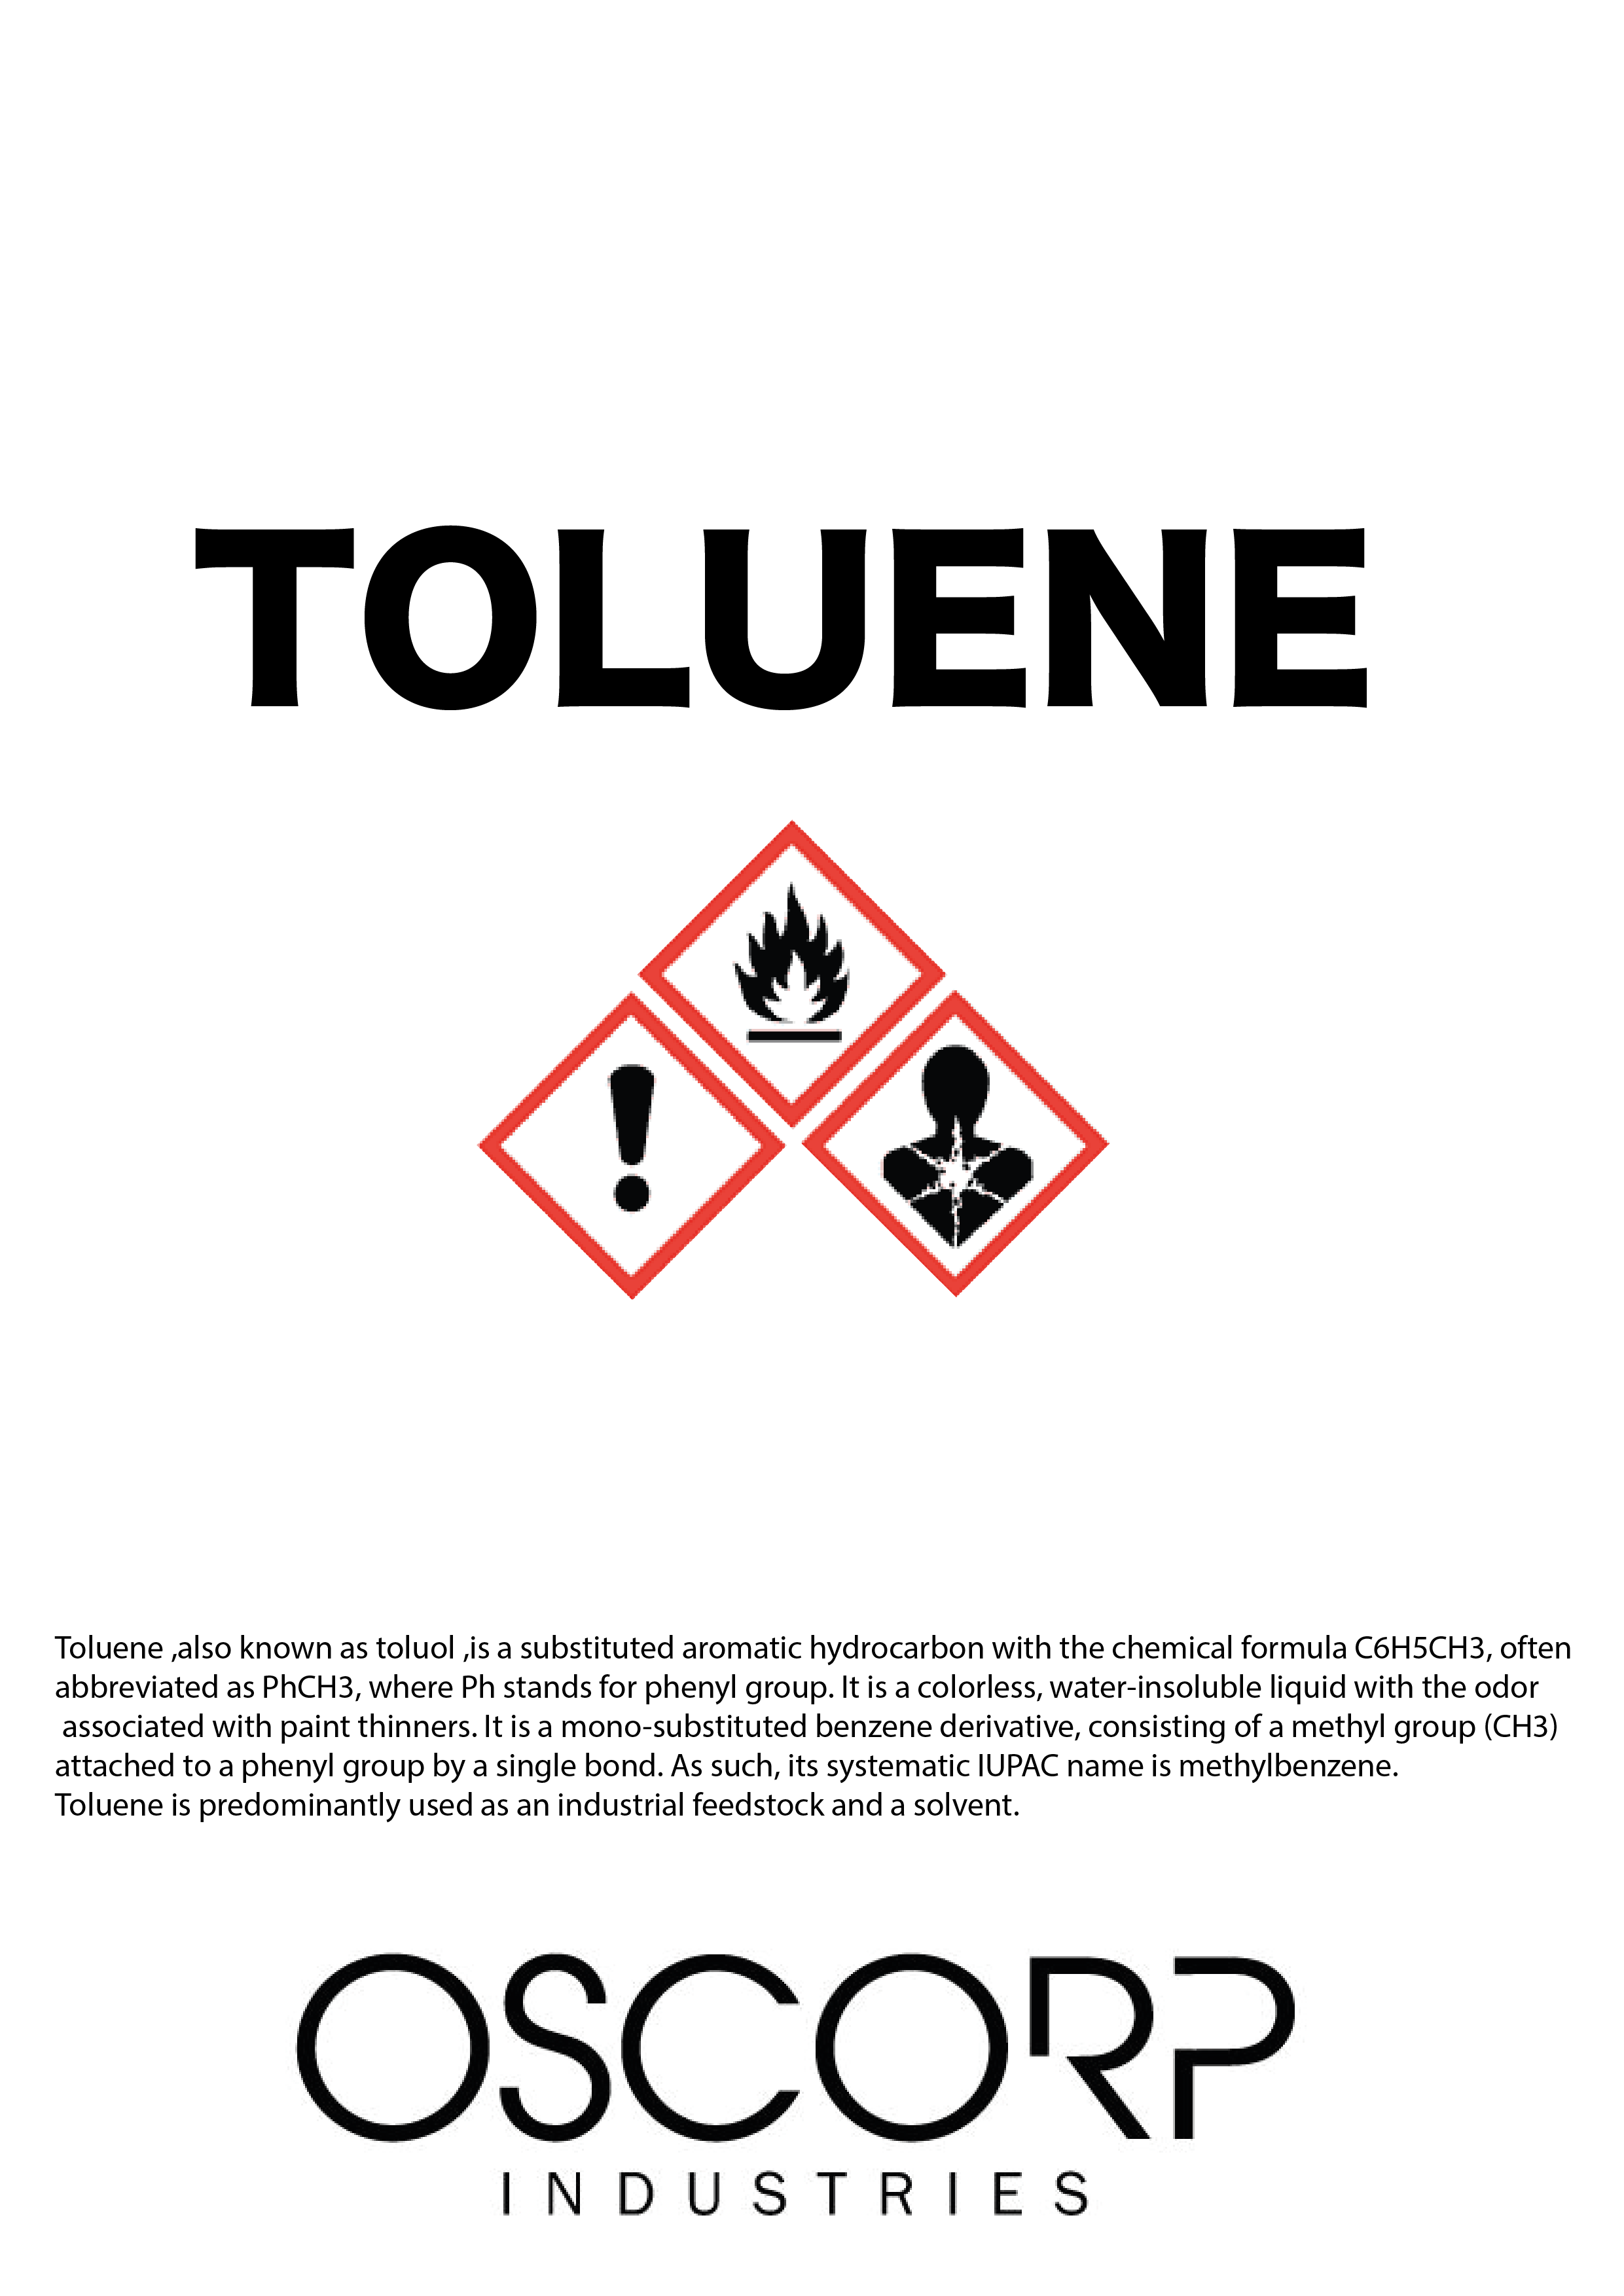 TOLUENE
Toluene ,also known as toluol ,is a substituted aromatic hydrocarbon with the chemical formula C6H5CH3, often
abbreviated as PhCH3, where Ph stands for phenyl group. It is a colorless, water-insoluble liquid with the odor
associated with paint thinners. It is a mono-substituted benzene derivative, consisting of a methyl group (CH3)
attached to a phenyl group by a single bond. As such, its systematic IUPAC name is methylbenzene.
Toluene is predominantly used as an industrial feedstock and a solvent.
OSCORP
INDUSTRIES